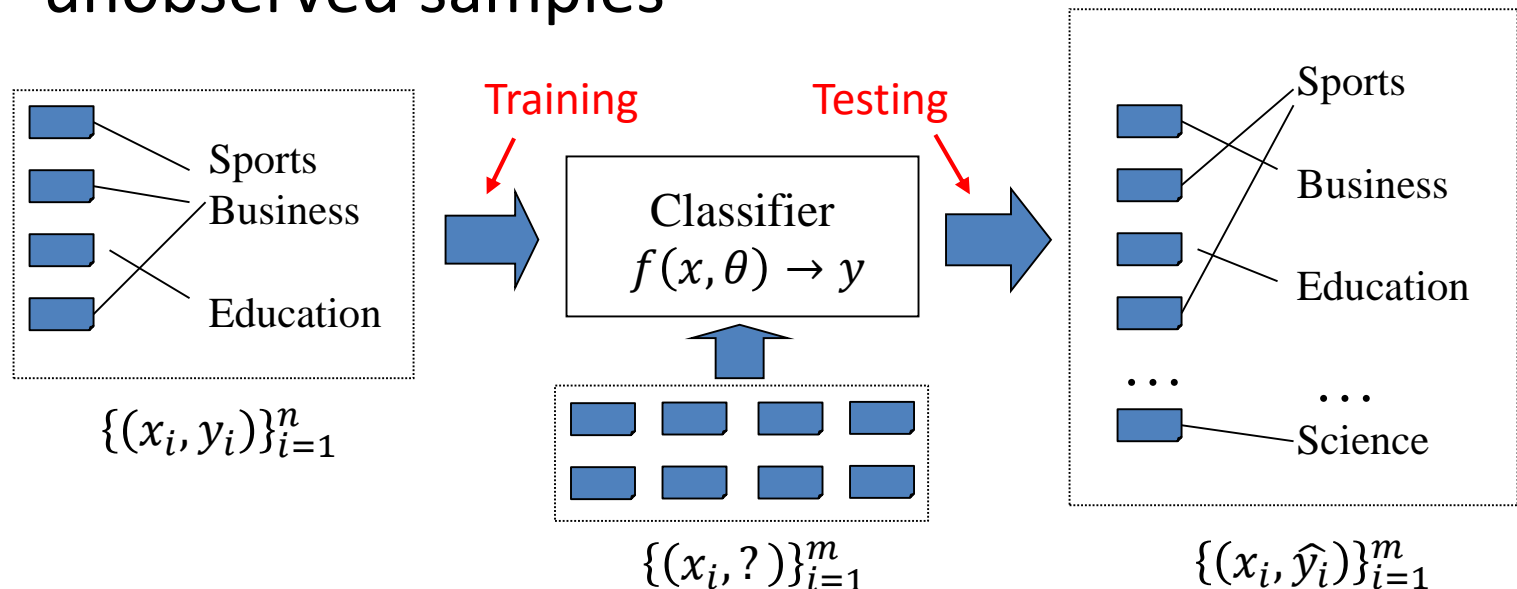 unobserved samples
Training
Testing
Sports
Business
Education
{(x_i, y_i)}_{i=1}^n
Classifier
f(x, θ) → y
{(x_i, ? )}_{i=1}^m
Sports
Business
Education
… …
Science
{(x_i, ŷ_i)}_{i=1}^m